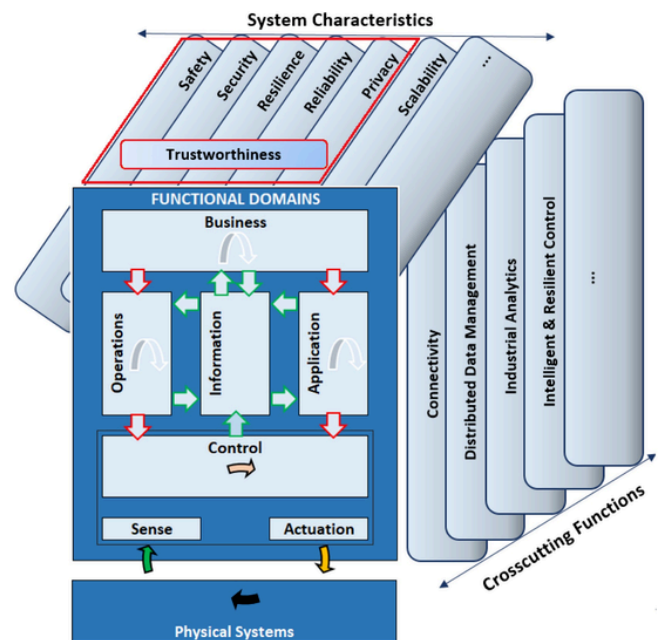 System Characteristics
Safety
Security
Resilience
Reliability
Privacy
Scalability
...
Trustworthiness
FUNCTIONAL DOMAINS
Business
Operations
Information
Application
Control
Sense
Actuation
Physical Systems
Connectivity
Distributed Data Management
Industrial Analytics
Intelligent & Resilient Control
...
Crosscutting Functions